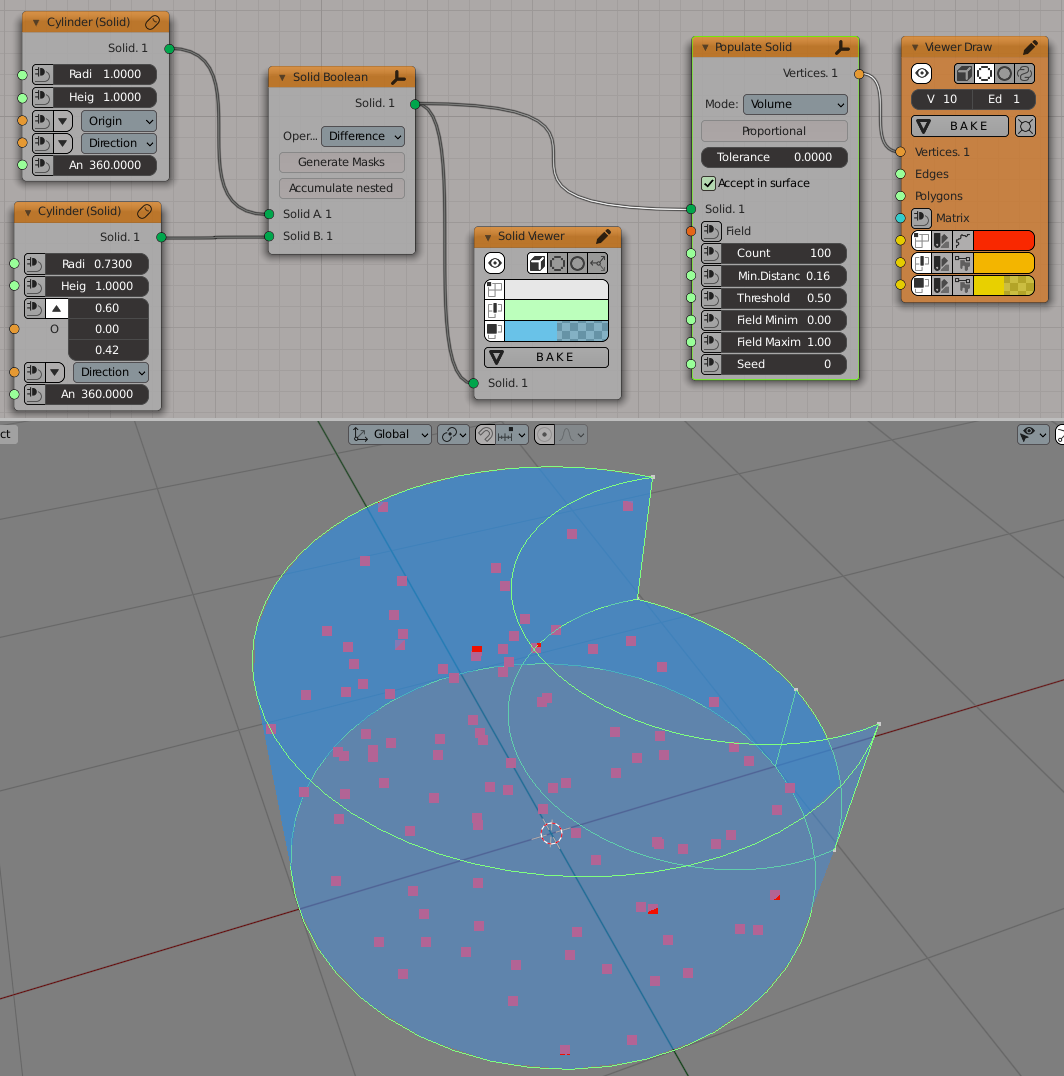 Cylinder (Solid)
Solid. 1
Radi 1.0000
Heig 1.0000
Origin
Direction
An 360.0000
Cylinder (Solid)
Solid. 1
Radi 0.7300
Heig 1.0000
0.60
O 0.00
0.42
Direction
An 360.0000
Solid Boolean
Solid. 1
Oper... Difference
Generate Masks
Accumulate nested
Solid A 1
Solid B. 1
Solid Viewer
BAKE
Solid. 1
Populate Solid
Vertices. 1
Mode: Volume
Proportional
Tolerance 0.0000
Accept in surface
Solid. 1
Field
Count 100
Min.Distanc 0.16
Threshold 0.50
Field Minim 0.00
Field Maxim 1.00
Seed 0
Viewer Draw
V 10 Ed 1
BAKE
Vertices. 1
Edges
Polygons
Matrix
ct
Global